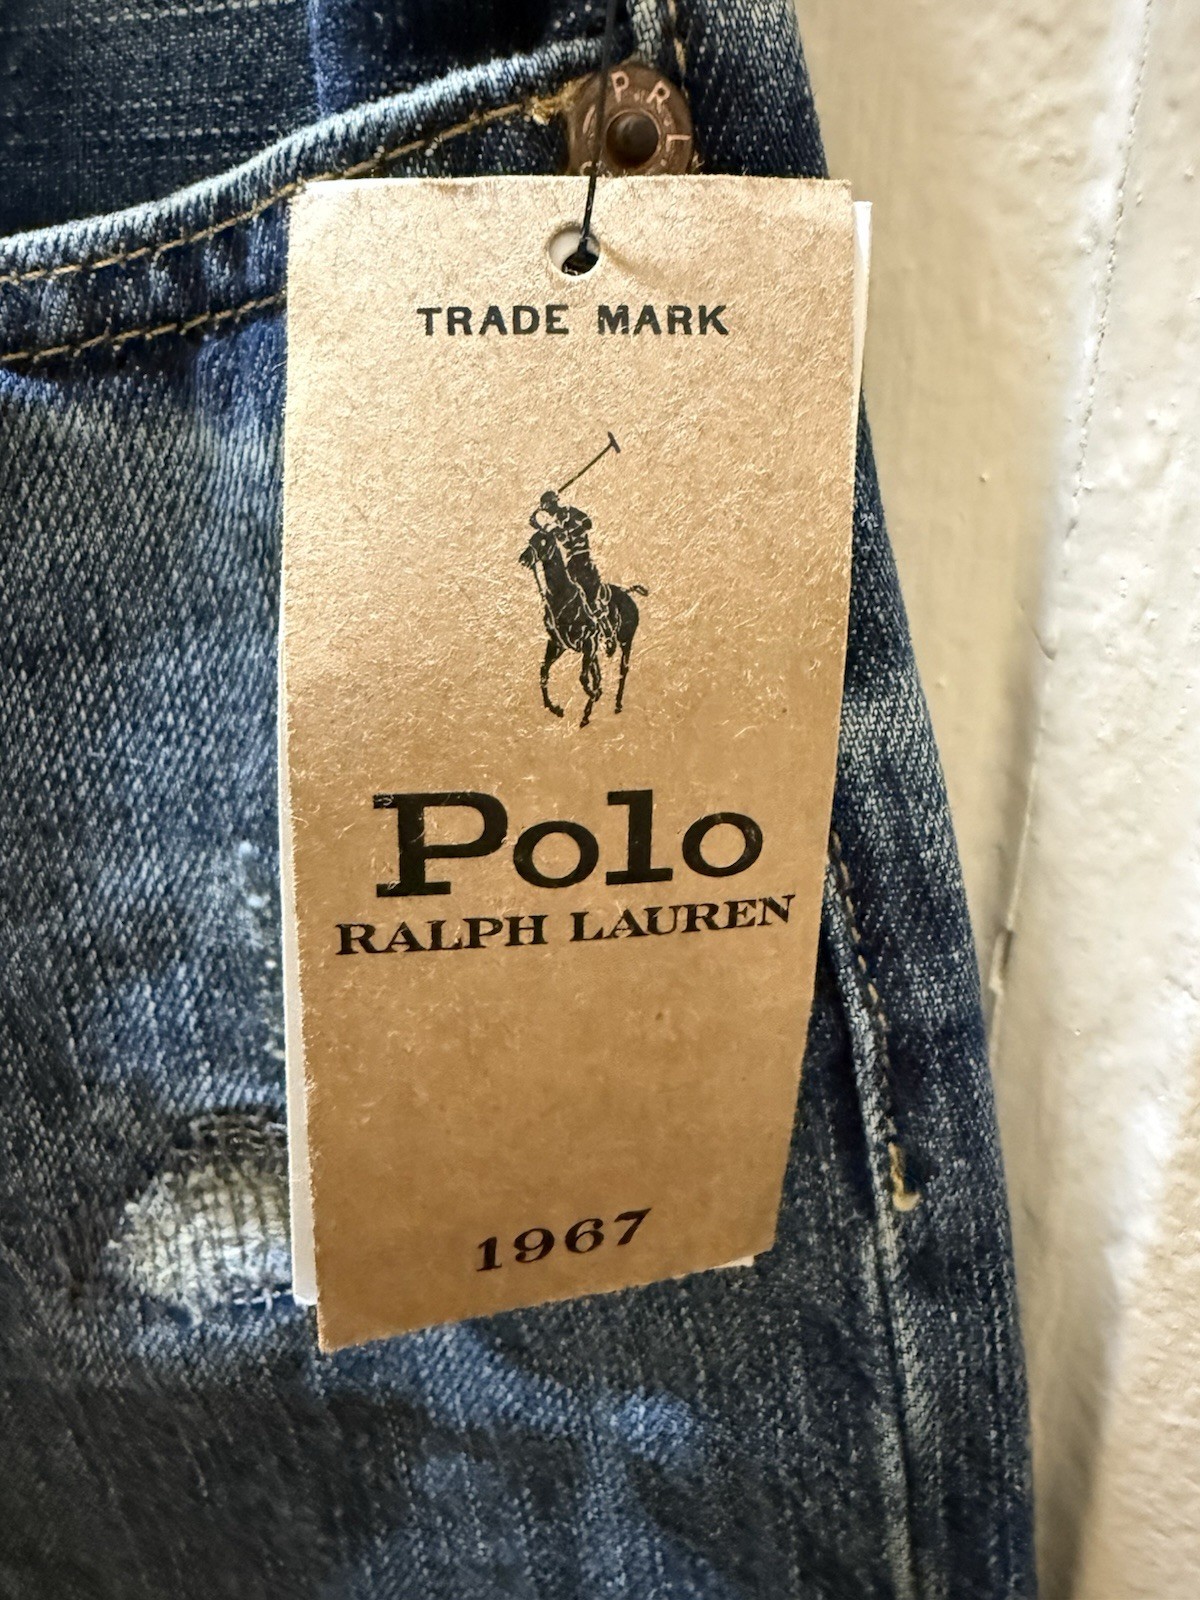 P.R.L.
TRADE MARK
Polo
RALPH LAUREN
1967